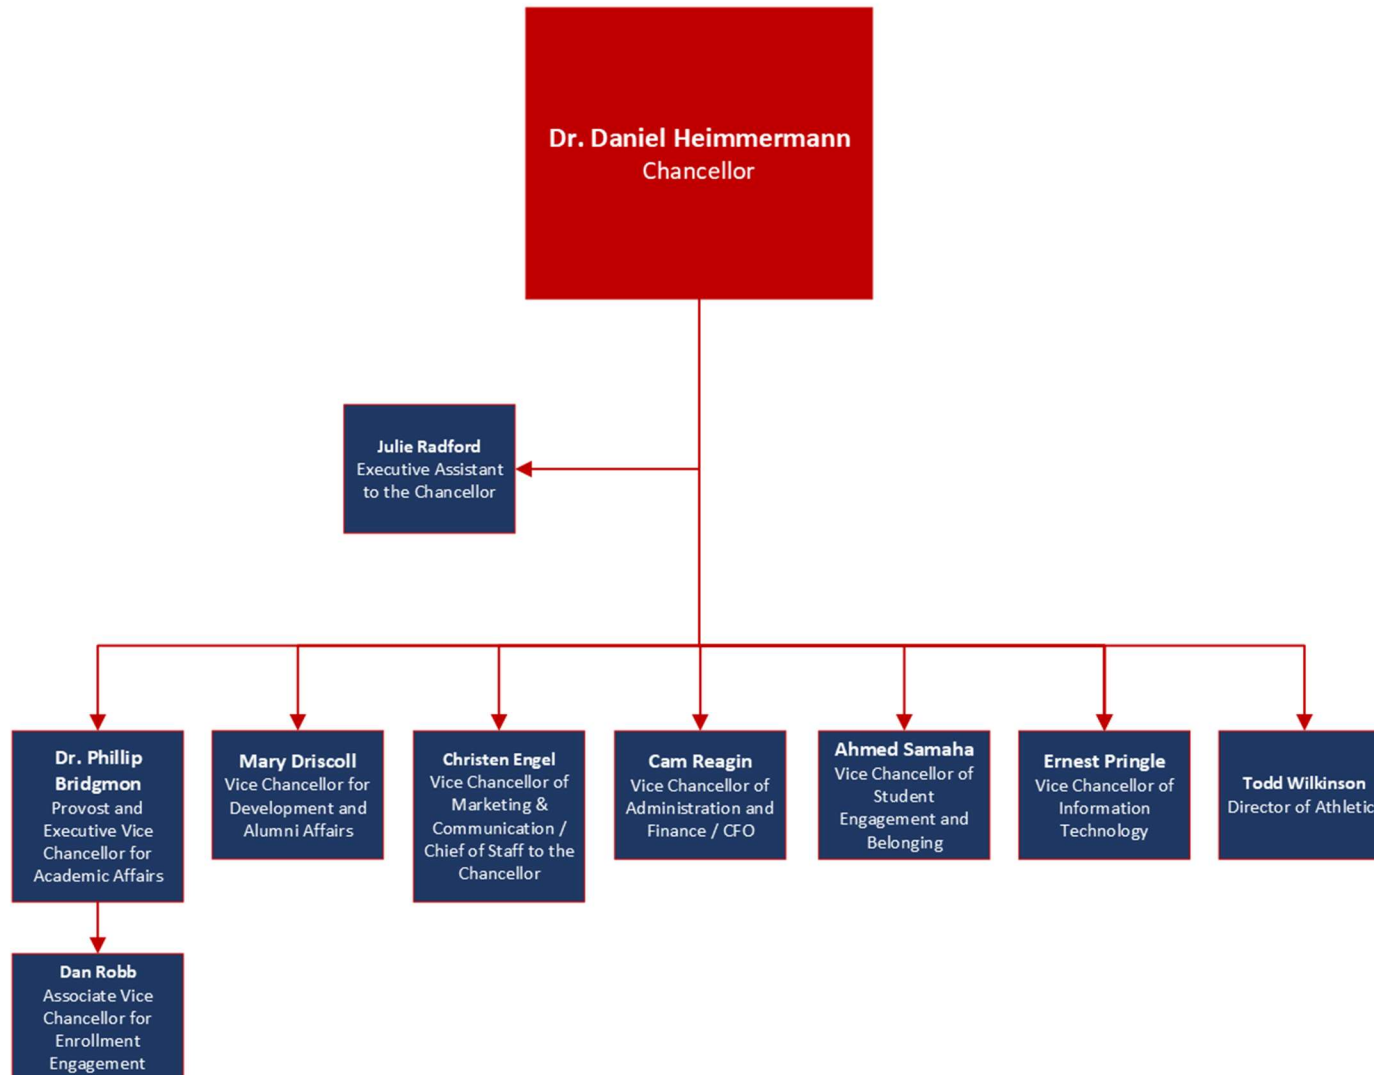 Dr. Daniel Heimmermann
Chancellor
Julie Radford
Executive Assistant
to the Chancellor
Dr. Phillip
Bridgmon
Provost and
Executive Vice
Chancellor for
Academic Affairs
Mary Driscoll
Vice Chancellor for
Development and
Alumni Affairs
Christen Engel
Vice Chancellor of
Marketing &
Communication /
Chief of Staff to the
Chancellor
Cam Reagin
Vice Chancellor of
Administration and
Finance / CFO
Ahmed Samaha
Vice Chancellor of
Student
Engagement and
Belonging
Ernest Pringle
Vice Chancellor of
Information
Technology
Todd Wilkinson
Director of Athletic
Dan Robb
Associate Vice
Chancellor for
Enrollment
Engagement